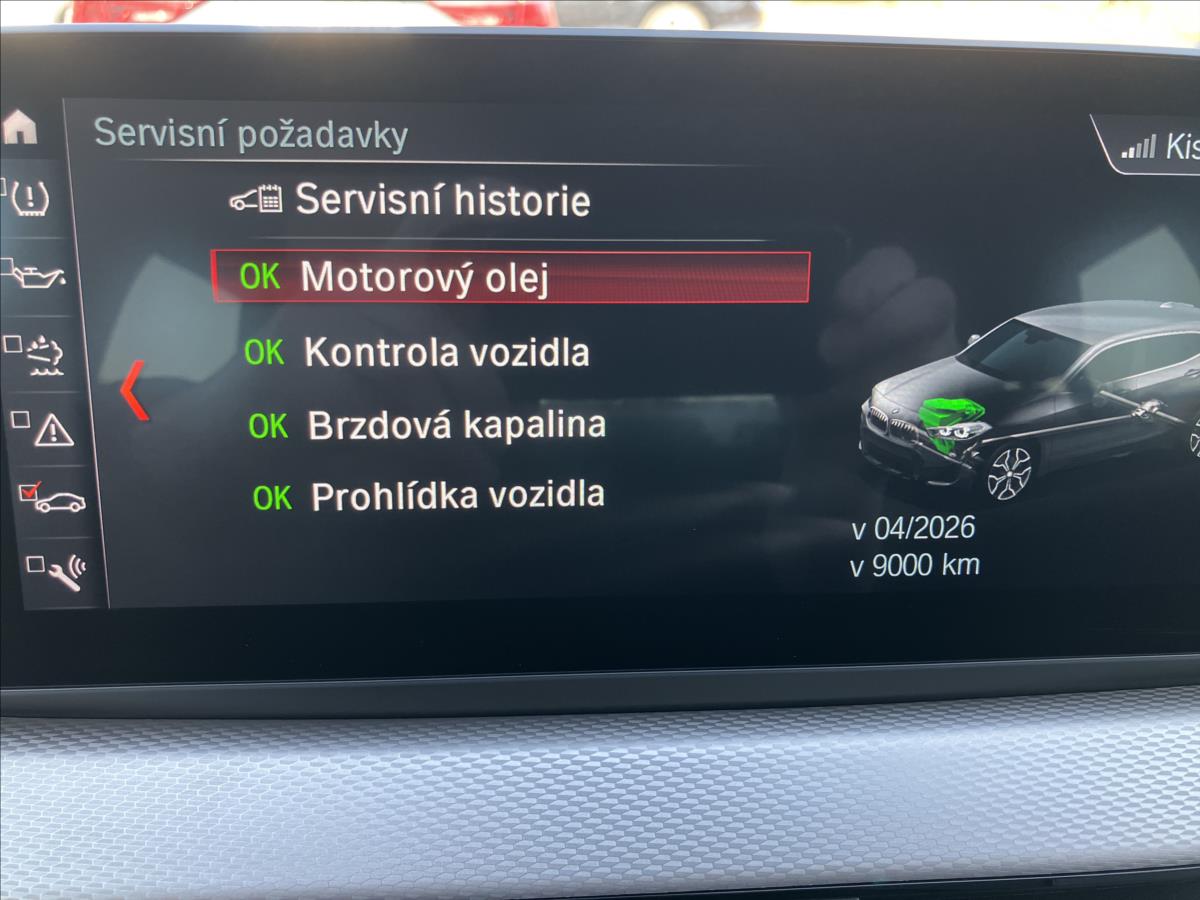 Servisní požadavky
Servisní historie
OK Motorový olej
OK Kontrola vozidla
OK Brzdová kapalina
OK Prohlídka vozidla
v 04/2026
v 9000 km